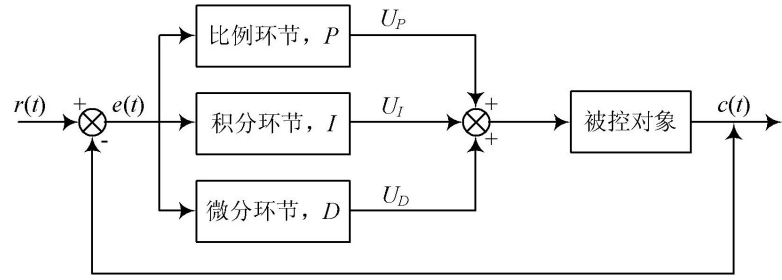 比例环节，P
U_P
r(t)
+
-
e(t)
积分环节，I
U_I
+
+
被控对象
c(t)
微分环节，D
U_D